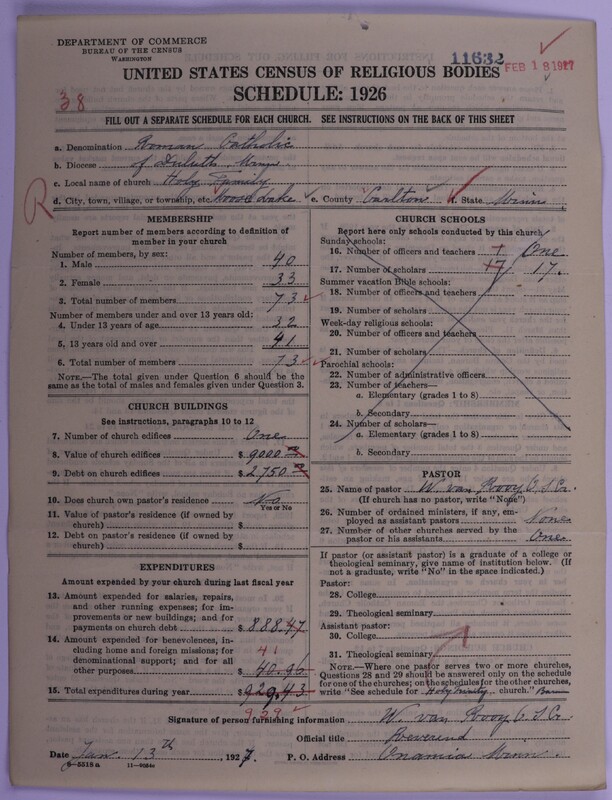 DEPARTMENT OF COMMERCE
BUREAU OF THE CENSUS
WASHINGTON
11632
FEB 18 1927
UNITED STATES CENSUS OF RELIGIOUS BODIES
SCHEDULE: 1926
38
FILL OUT A SEPARATE SCHEDULE FOR EACH CHURCH. SEE INSTRUCTIONS ON THE BACK OF THIS SHEET
a. Denomination Roman Catholic
b. Diocese of Duluth, Minn
c. Local name of church Holy Family
d. City, town, village, or township, etc. Moose Lake e. County Carlton f. State Minn
R
MEMBERSHIP
Report number of members according to definition of member in your church
Number of members, by sex:
1. Male 40
2. Female 33
3. Total number of members 73
Number of members under and over 13 years old:
4. Under 13 years of age 32
5. 13 years old and over 41
6. Total number of members 73
NOTE.—The total given under Question 6 should be the
same as the total of males and females given under Question 3.
CHURCH BUILDINGS
See instructions, paragraphs 10 to 12
7. Number of church edifices One
8. Value of church edifices $ 9000
9. Debt on church edifices $ 2750
10. Does church own pastor's residence No
Yes or No
11. Value of pastor's residence (if owned by
church) $
12. Debt on pastor's residence (if owned by
church) $
EXPENDITURES
Amount expended by your church during last fiscal year
13. Amount expended for salaries, repairs,
and other running expenses; for im-
provements or new buildings; and for
payments on church debt $ 888.47
14. Amount expended for benevolences,
including home and foreign missions; for
denominational support; and for all
other purposes $ 40.96
41
15. Total expenditures during year $ 929.43
929
CHURCH SCHOOLS
Report here only schools conducted by this church
Sunday schools:
16. Number of officers and teachers 1 One
17. Number of scholars 17 17.
Summer vacation Bible schools:
18. Number of officers and teachers
19. Number of scholars
Week-day religious schools:
20. Number of officers and teachers
21. Number of scholars
Parochial schools:
22. Number of administrative officers
23. Number of teachers—
a. Elementary (grades 1 to 8)
b. Secondary
24. Number of scholars—
a. Elementary (grades 1 to 8)
b. Secondary
PASTOR
25. Name of pastor W. van Rooy O.S.Cr.
(If church has no pastor, write "None")
26. Number of ordained ministers, if any, em-
ployed as assistant pastors None
27. Number of other churches served by the
pastor or his assistants One
If pastor (or assistant pastor) is a graduate of a college or
theological seminary, give name of institution below. (If
not a graduate, write "No" in the space indicated.)
Pastor:
28. College
29. Theological seminary
Assistant pastor:
30. College
31. Theological seminary
NOTE.—Where one pastor serves two or more churches,
Questions 28 and 29 should be answered only on the schedule
for one of the churches; on the schedules for the other churches,
write "See schedule for Holy Trinity church."
Signature of person furnishing information W. van Rooy O.S.Cr.
Official title Reverend
Date Jan. 13th, 1927. P. O. Address Onamia Minn.
8-5518 a